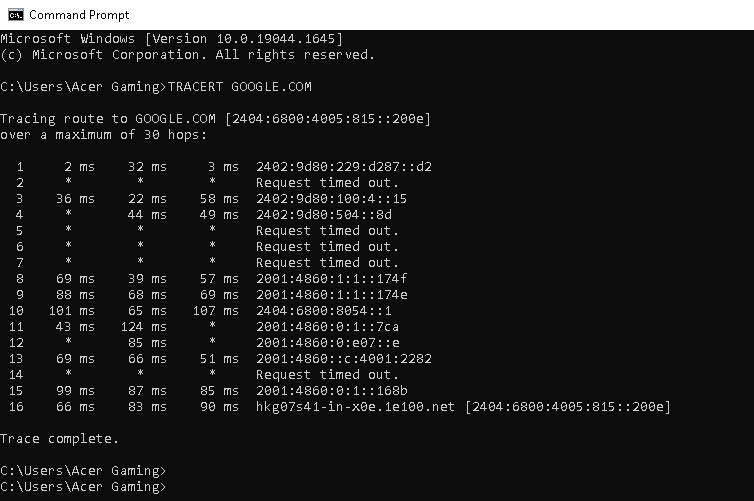 Command Prompt
Microsoft Windows [Version 10.0.19044.1645]
(c) Microsoft Corporation. All rights reserved.
C:\Users\Acer Gaming>TRACERT GOOGLE.COM
Tracing route to GOOGLE.COM [2404:6800:4005:815::200e]
over a maximum of 30 hops:
1 2 ms 32 ms 3 ms 2402:9d80:229:d287::d2
2 * * * Request timed out.
3 36 ms 22 ms 58 ms 2402:9d80:100:4::15
4 * 44 ms 49 ms 2402:9d80:504::8d
5 * * * Request timed out.
6 * * * Request timed out.
7 * * * Request timed out.
8 69 ms 39 ms 57 ms 2001:4860:1:1::174f
9 88 ms 68 ms 69 ms 2001:4860:1:1::174e
10 101 ms 65 ms 107 ms 2404:6800:8054::1
11 43 ms 124 ms * 2001:4860:0:1::7ca
12 * 85 ms * 2001:4860:0:e07::e
13 69 ms 66 ms 51 ms 2001:4860::c:4001:2282
14 * * * Request timed out.
15 99 ms 87 ms 85 ms 2001:4860:0:1::168b
16 66 ms 83 ms 90 ms hkg07s41-in-x0e.1e100.net [2404:6800:4005:815::200e]
Trace complete.
C:\Users\Acer Gaming>
C:\Users\Acer Gaming>